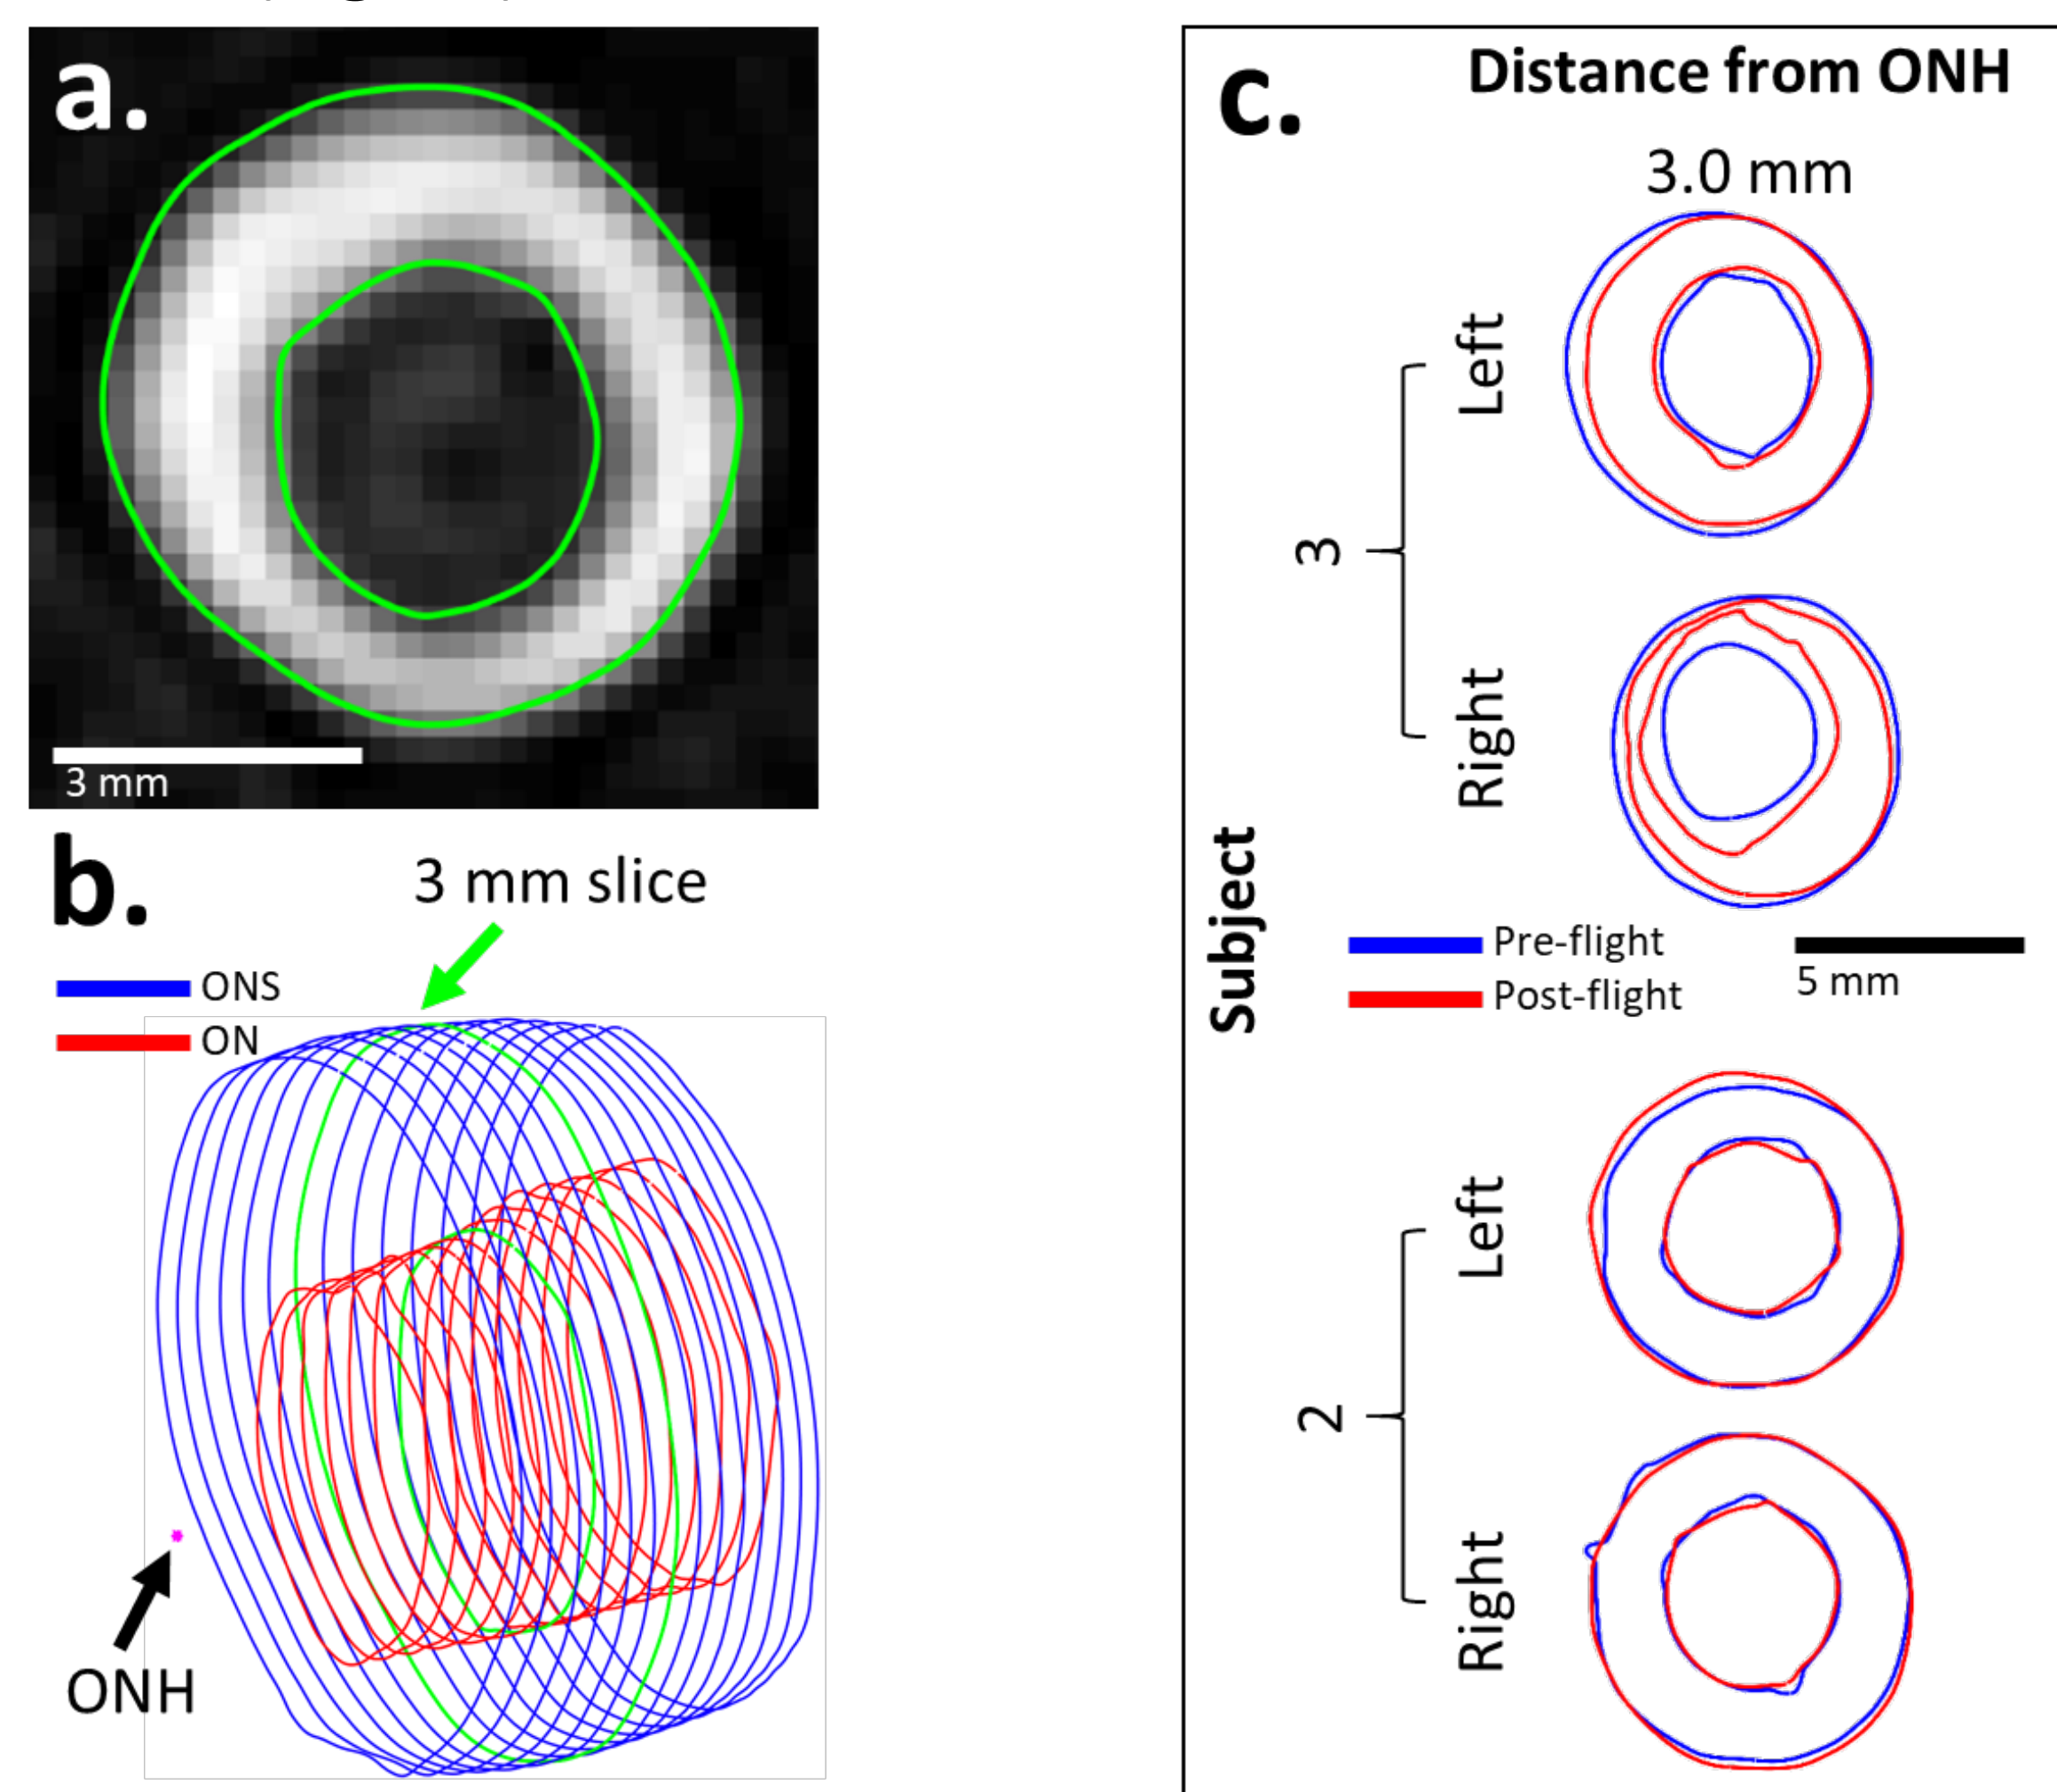 a.
3 mm
b.
3 mm slice
ONS
ON
ONH
c.
Distance from ONH
3.0 mm
Subject
3
Left
Right
Pre-flight
Post-flight
5 mm
2
Left
Right